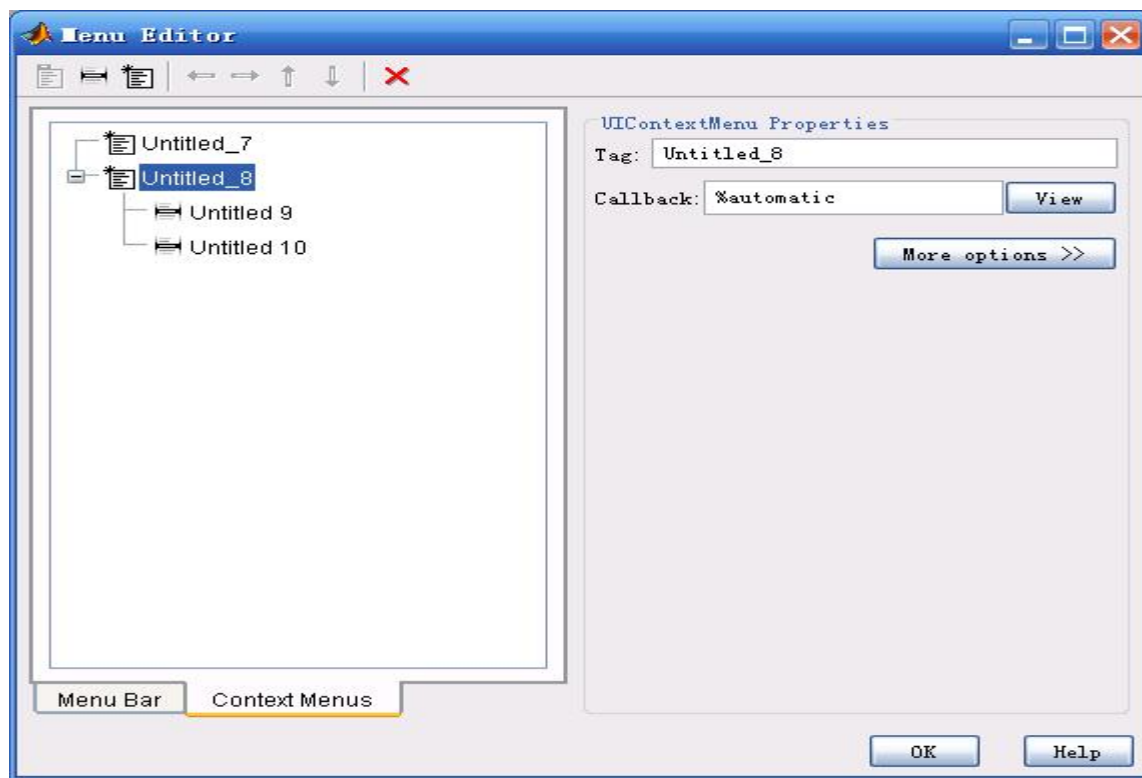 Menu Editor
Untitled_7
Untitled_8
Untitled 9
Untitled 10
Menu Bar
Context Menus
UIContextMenu Properties
Tag: Untitled_8
Callback: %automatic View
More options >>
OK
Help